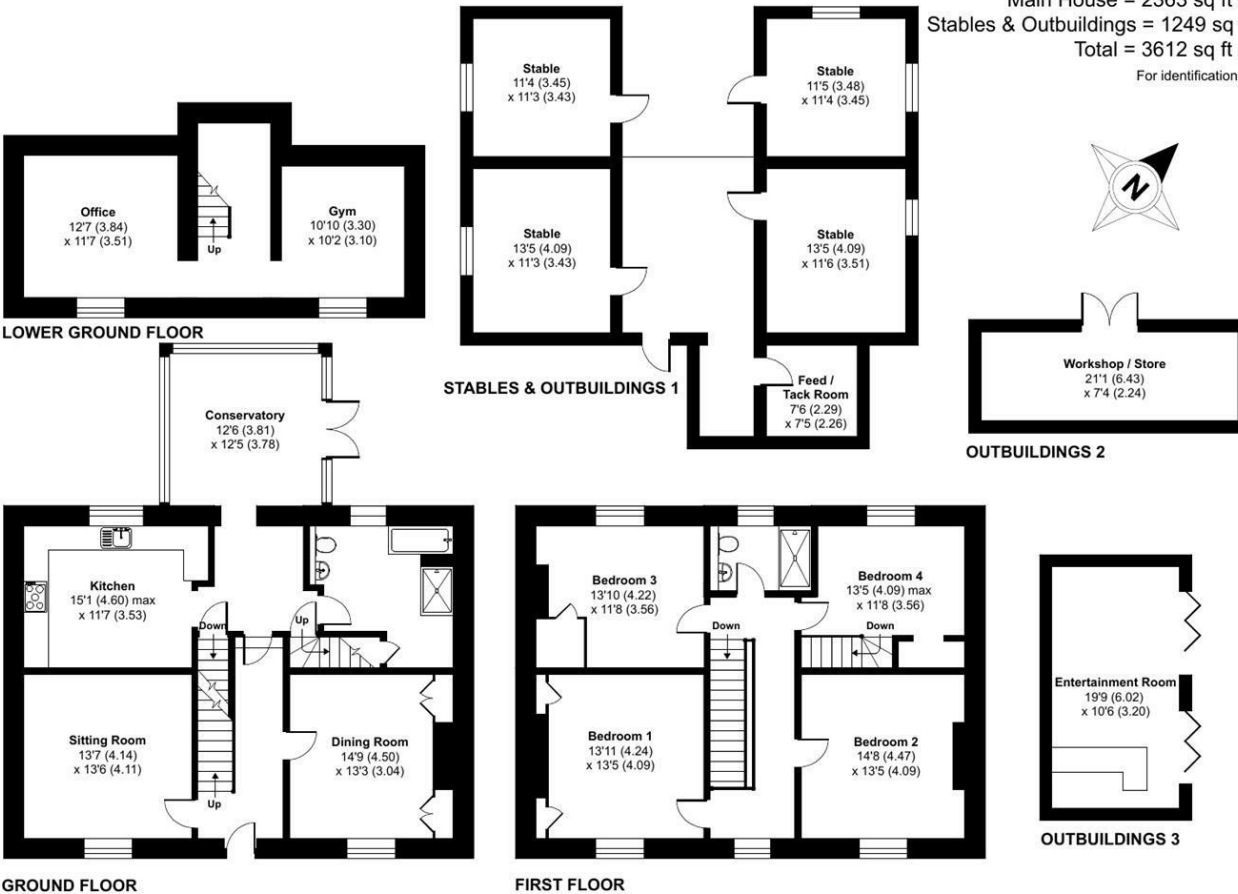 Main House = 2363 sq ft
Stables & Outbuildings = 1249 sq
Total = 3612 sq ft
For identification
Stable
11'4 (3.45)
x 11'3 (3.43)
Stable
11'5 (3.48)
x 11'4 (3.45)
N
Office
12'7 (3.84)
x 11'7 (3.51)
Up
Gym
10'10 (3.30)
x 10'2 (3.10)
Stable
13'5 (4.09)
x 11'3 (3.43)
Stable
13'5 (4.09)
x 11'6 (3.51)
LOWER GROUND FLOOR
STABLES & OUTBUILDINGS 1
Feed /
Tack Room
7'6 (2.29)
x 7'5 (2.26)
Workshop / Store
21'1 (6.43)
x 7'4 (2.24)
OUTBUILDINGS 2
Conservatory
12'6 (3.81)
x 12'5 (3.78)
Kitchen
15'1 (4.60) max
x 11'7 (3.53)
Down
Up
Sitting Room
13'7 (4.14)
x 13'6 (4.11)
Up
Dining Room
14'9 (4.50)
x 13'3 (3.04)
GROUND FLOOR
Bedroom 3
13'10 (4.22)
x 11'8 (3.56)
Down
Bedroom 4
13'5 (4.09) max
x 11'8 (3.56)
Down
Bedroom 1
13'11 (4.24)
x 13'5 (4.09)
Bedroom 2
14'8 (4.47)
x 13'5 (4.09)
FIRST FLOOR
Entertainment Room
19'9 (6.02)
x 10'6 (3.20)
OUTBUILDINGS 3